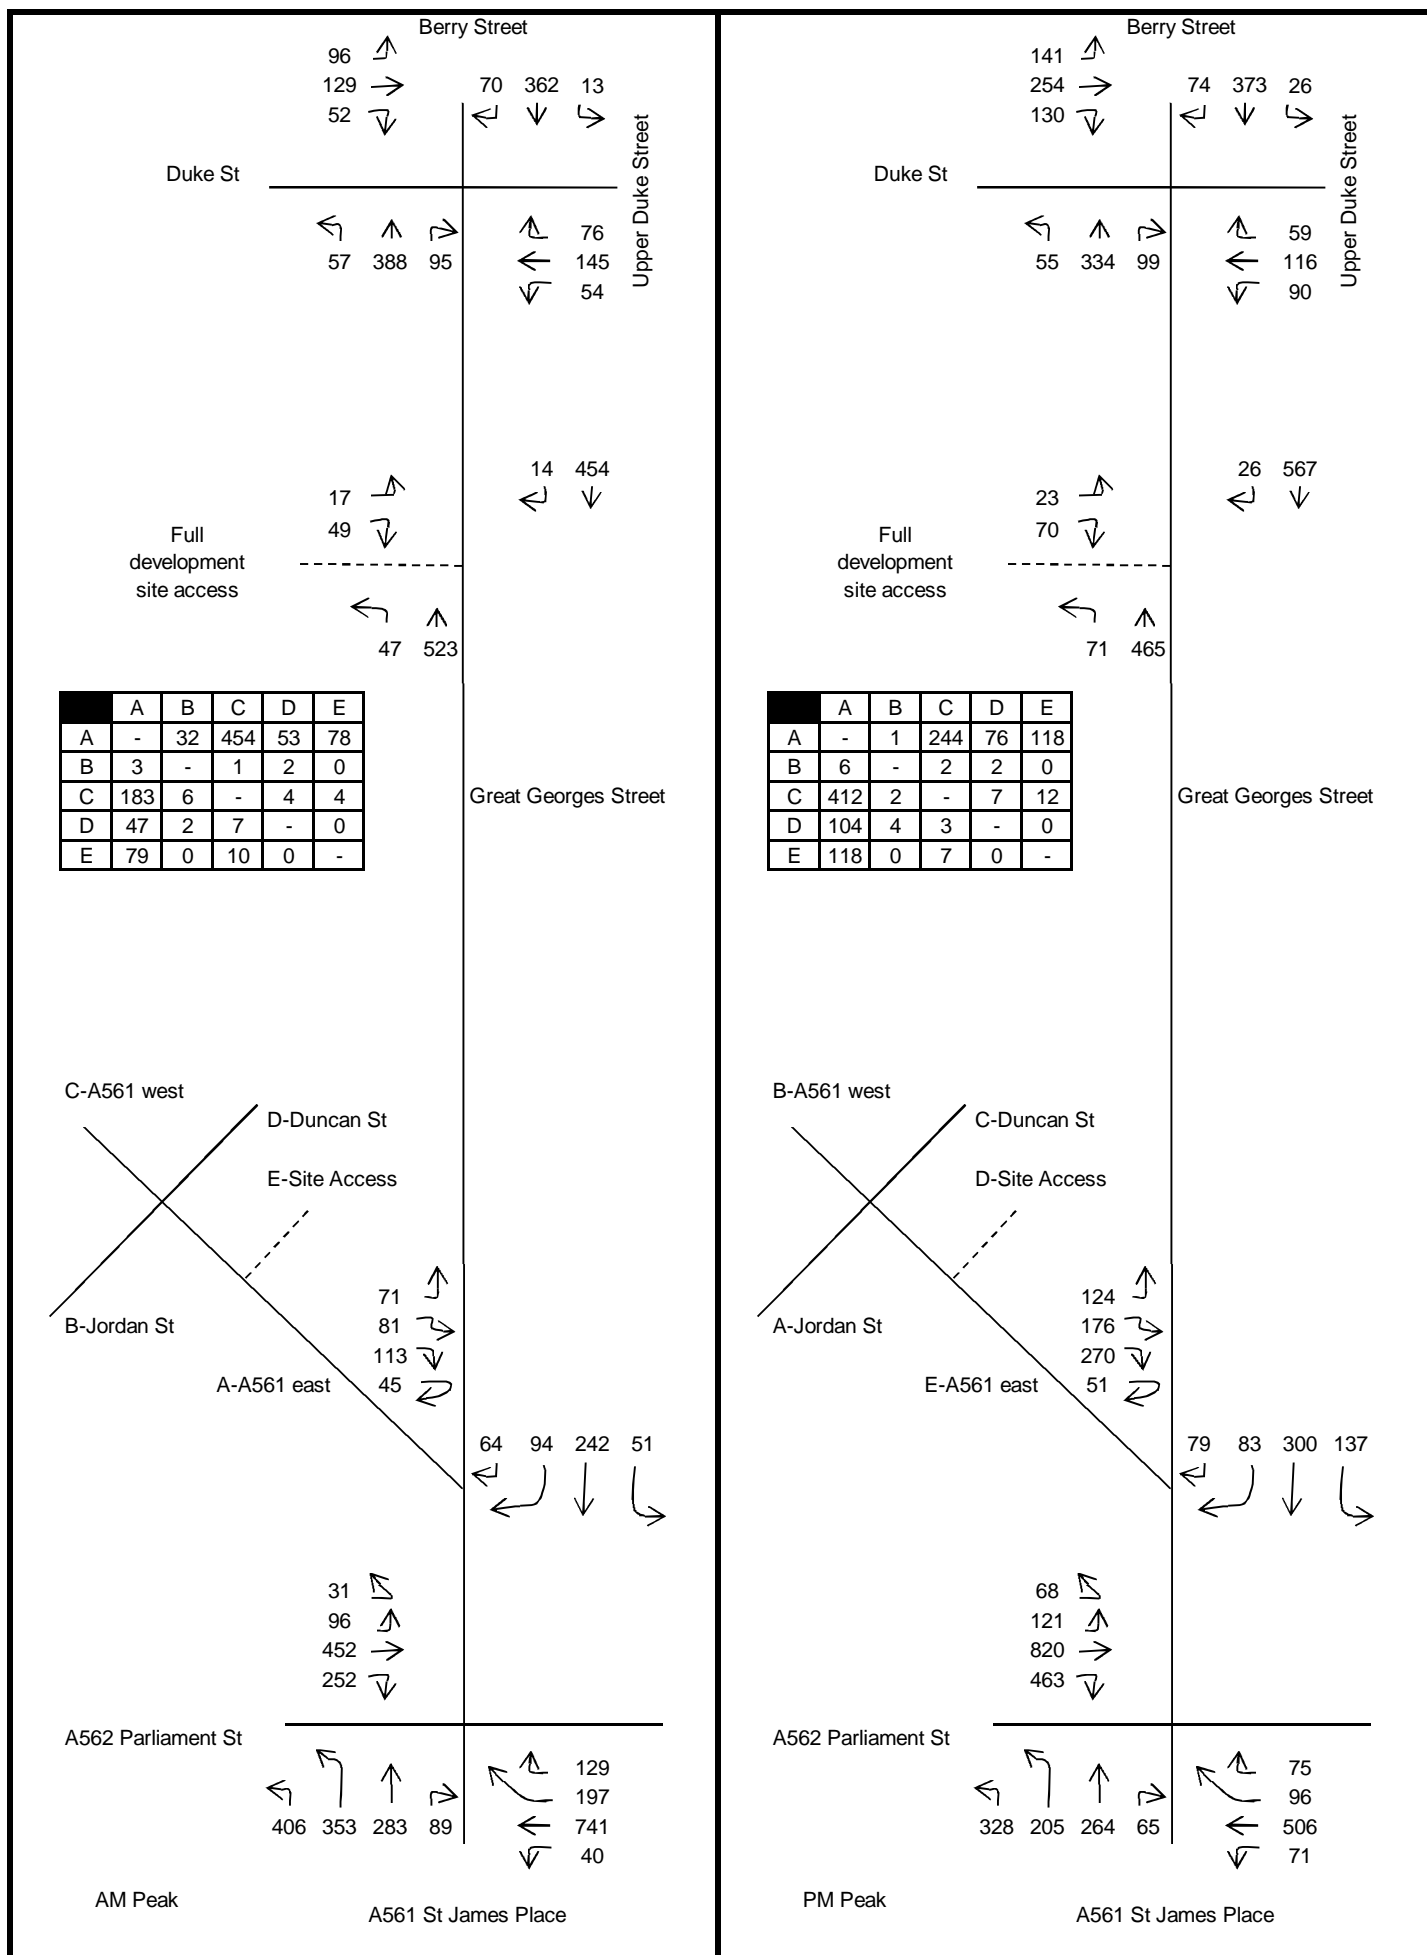 Berry Street
96
129 70 362 13
52
Upper Duke Street
Duke St
76
57 388 95 145
54
14 454
17
49
Full
development
site access
47 523
A B C D E
A - 32 454 53 78
B 3 - 1 2 0
C 183 6 - 4 4
D 47 2 7 - 0
E 79 0 10 0 -
Great Georges Street
C-A561 west
D-Duncan St
E-Site Access
71
B-Jordan St 81
113
A-A561 east 45
64 94 242 51
31
96
452
252
A562 Parliament St
129
197
406 353 283 89 741
40
AM Peak
A561 St James Place
Berry Street
141
254 74 373 26
130
Upper Duke Street
Duke St
59
55 334 99 116
90
26 567
23
70
Full
development
site access
71 465
A B C D E
A - 1 244 76 118
B 6 - 2 2 0
C 412 2 - 7 12
D 104 4 3 - 0
E 118 0 7 0 -
Great Georges Street
B-A561 west
C-Duncan St
D-Site Access
124
A-Jordan St 176
270
E-A561 east 51
79 83 300 137
68
121
820
463
A562 Parliament St
75
96
328 205 264 65 506
71
PM Peak
A561 St James Place